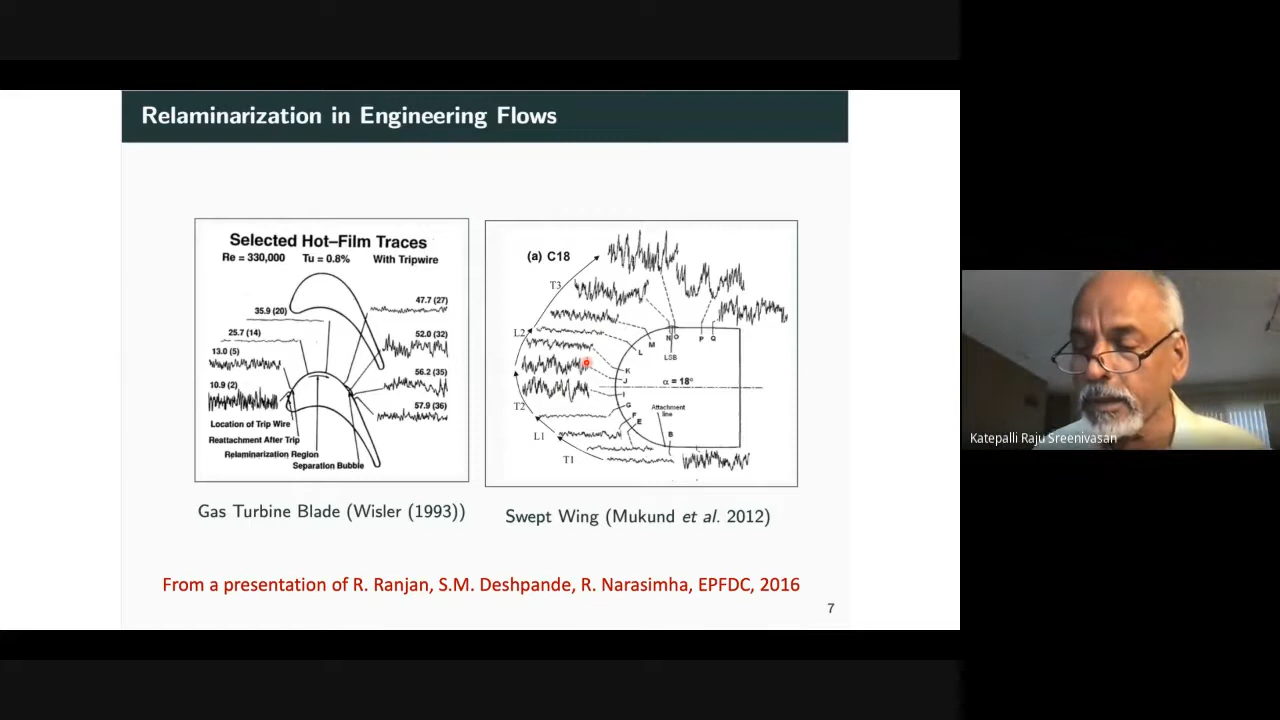 Relaminarization in Engineering Flows
Selected Hot–Film Traces
Re = 330,000 Tu = 0.8% With Tripwire
47.7 (27)
35.9 (20)
25.7 (14)
52.0 (32)
13.0 (5)
56.2 (35)
10.9 (2)
57.9 (36)
Location of Trip Wire
Reattachment After Trip
Relaminarization Region
Separation Bubble
(a) C18
T3
L2
T2
L1
T1
M
N
O
P
Q
L
LSB
K
J
α = 18°
I
G
Attachment
line
F
E
B
Gas Turbine Blade (Wisler (1993))
Swept Wing (Mukund et al. 2012)
From a presentation of R. Ranjan, S.M. Deshpande, R. Narasimha, EPFDC, 2016
7
Katepalli Raju Sreenivasan